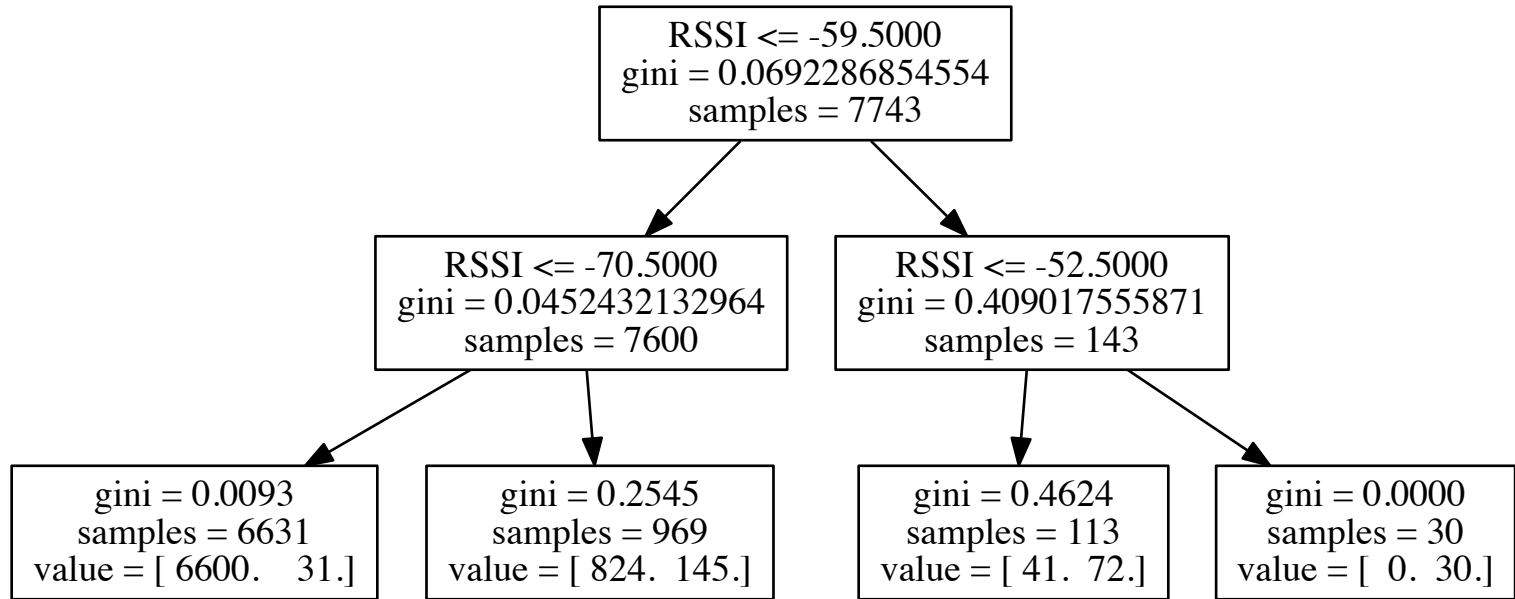 RSSI <= -59.5000
gini = 0.0692286854554
samples = 7743
RSSI <= -70.5000
gini = 0.0452432132964
samples = 7600
RSSI <= -52.5000
gini = 0.409017555871
samples = 143
gini = 0.0093
samples = 6631
value = [ 6600.    31.]
gini = 0.2545
samples = 969
value = [ 824.  145.]
gini = 0.4624
samples = 113
value = [ 41.  72.]
gini = 0.0000
samples = 30
value = [  0.  30.]